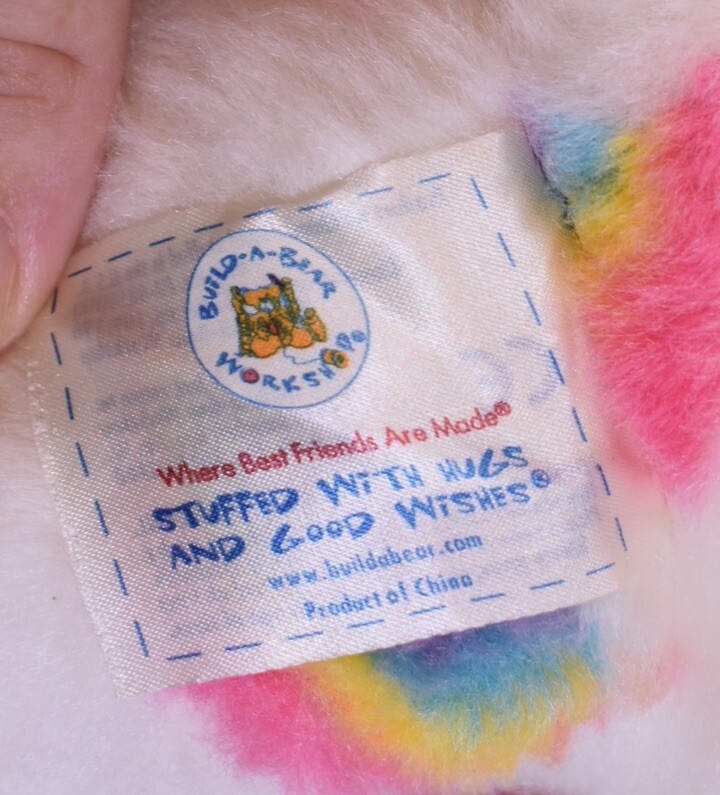 BUILD-A-BEAR
WORKSHOP®
Where Best Friends Are Made®
STUFFED WITH HUGS
AND GOOD WISHES®
www.buildabear.com
Product of China